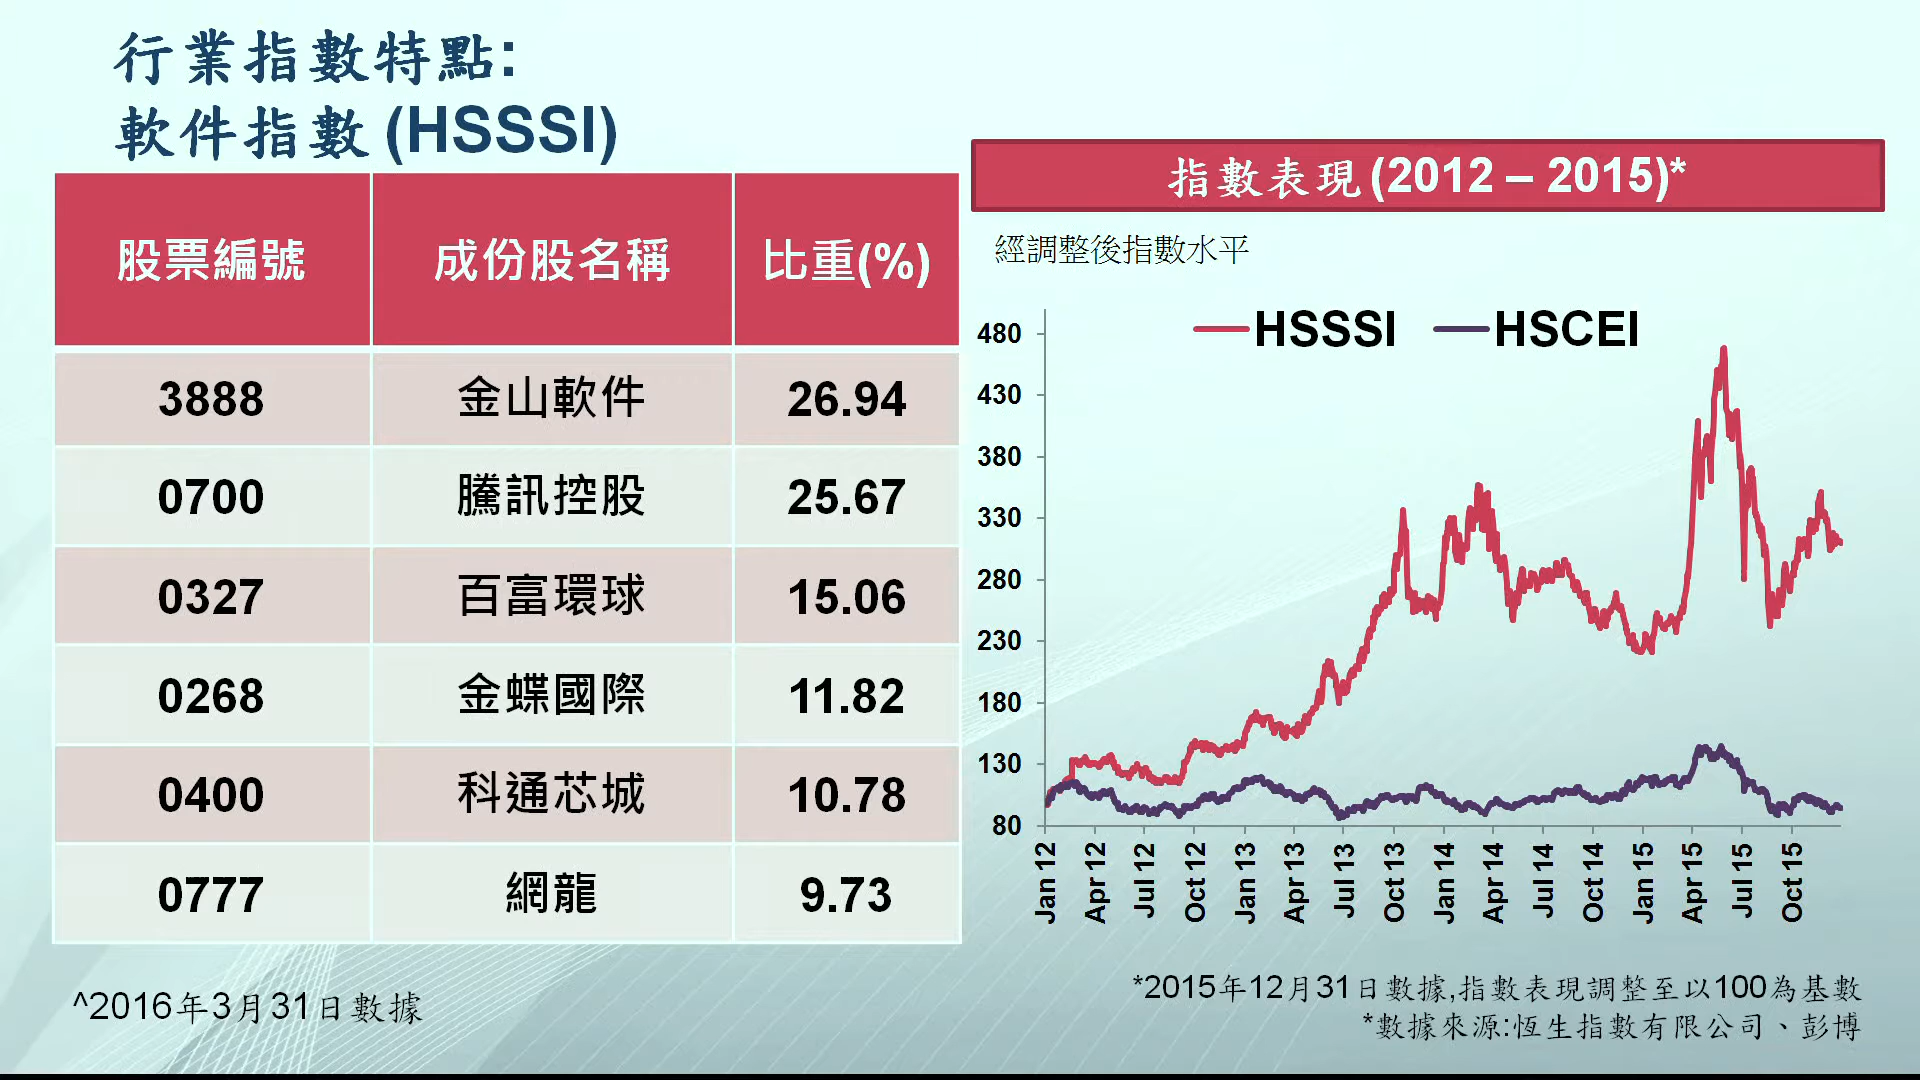 行業指數特點:
軟件指數 (HSSSI)
股票編號 成份股名稱 比重(%)
3888 金山軟件 26.94
0700 騰訊控股 25.67
0327 百富環球 15.06
0268 金蝶國際 11.82
0400 科通芯城 10.78
0777 網龍 9.73
^2016年3月31日數據
指數表現 (2012 – 2015)*
經調整後指數水平
HSSSI HSCEI
480
430
380
330
280
230
180
130
80
Jan 12 Apr 12 Jul 12 Oct 12 Jan 13 Apr 13 Jul 13 Oct 13 Jan 14 Apr 14 Jul 14 Oct 14 Jan 15 Apr 15 Jul 15 Oct 15
*2015年12月31日數據,指數表現調整至以100為基數
*數據來源:恆生指數有限公司、彭博